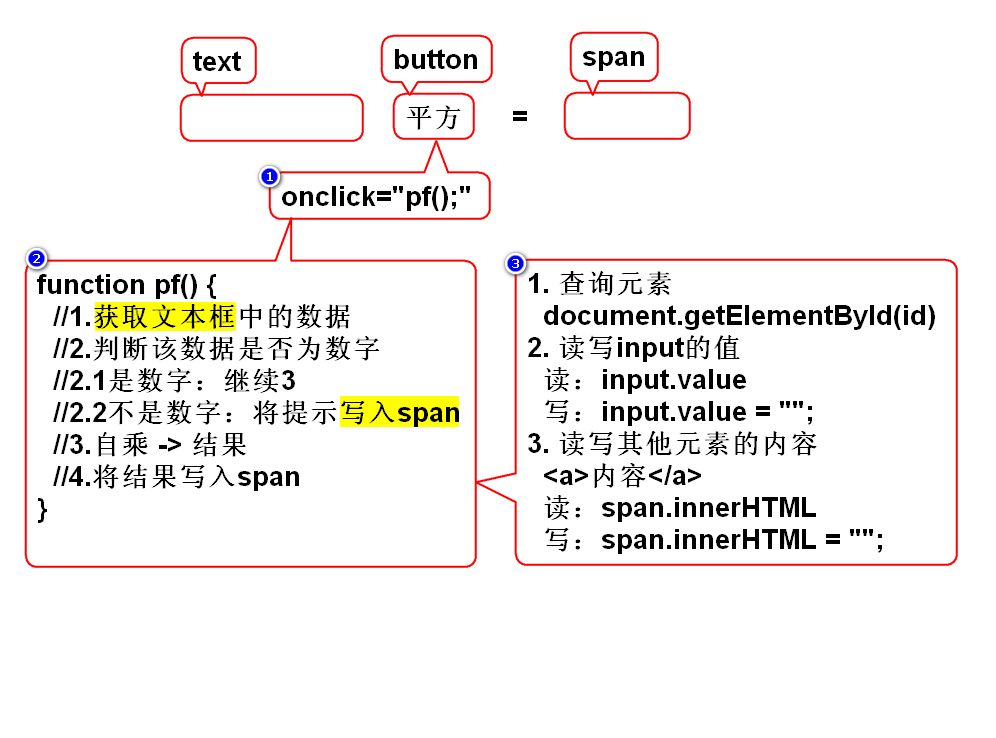 text
button
span
平方
=
①
onclick="pf();"
②
function pf() {
//1.获取文本框中的数据
//2.判断该数据是否为数字
//2.1是数字：继续3
//2.2不是数字：将提示写入span
//3.自乘 -> 结果
//4.将结果写入span
}
③
1. 查询元素
document.getElementById(id)
2. 读写input的值
读：input.value
写：input.value = "";
3. 读写其他元素的内容
<a>内容</a>
读：span.innerHTML
写：span.innerHTML = "";